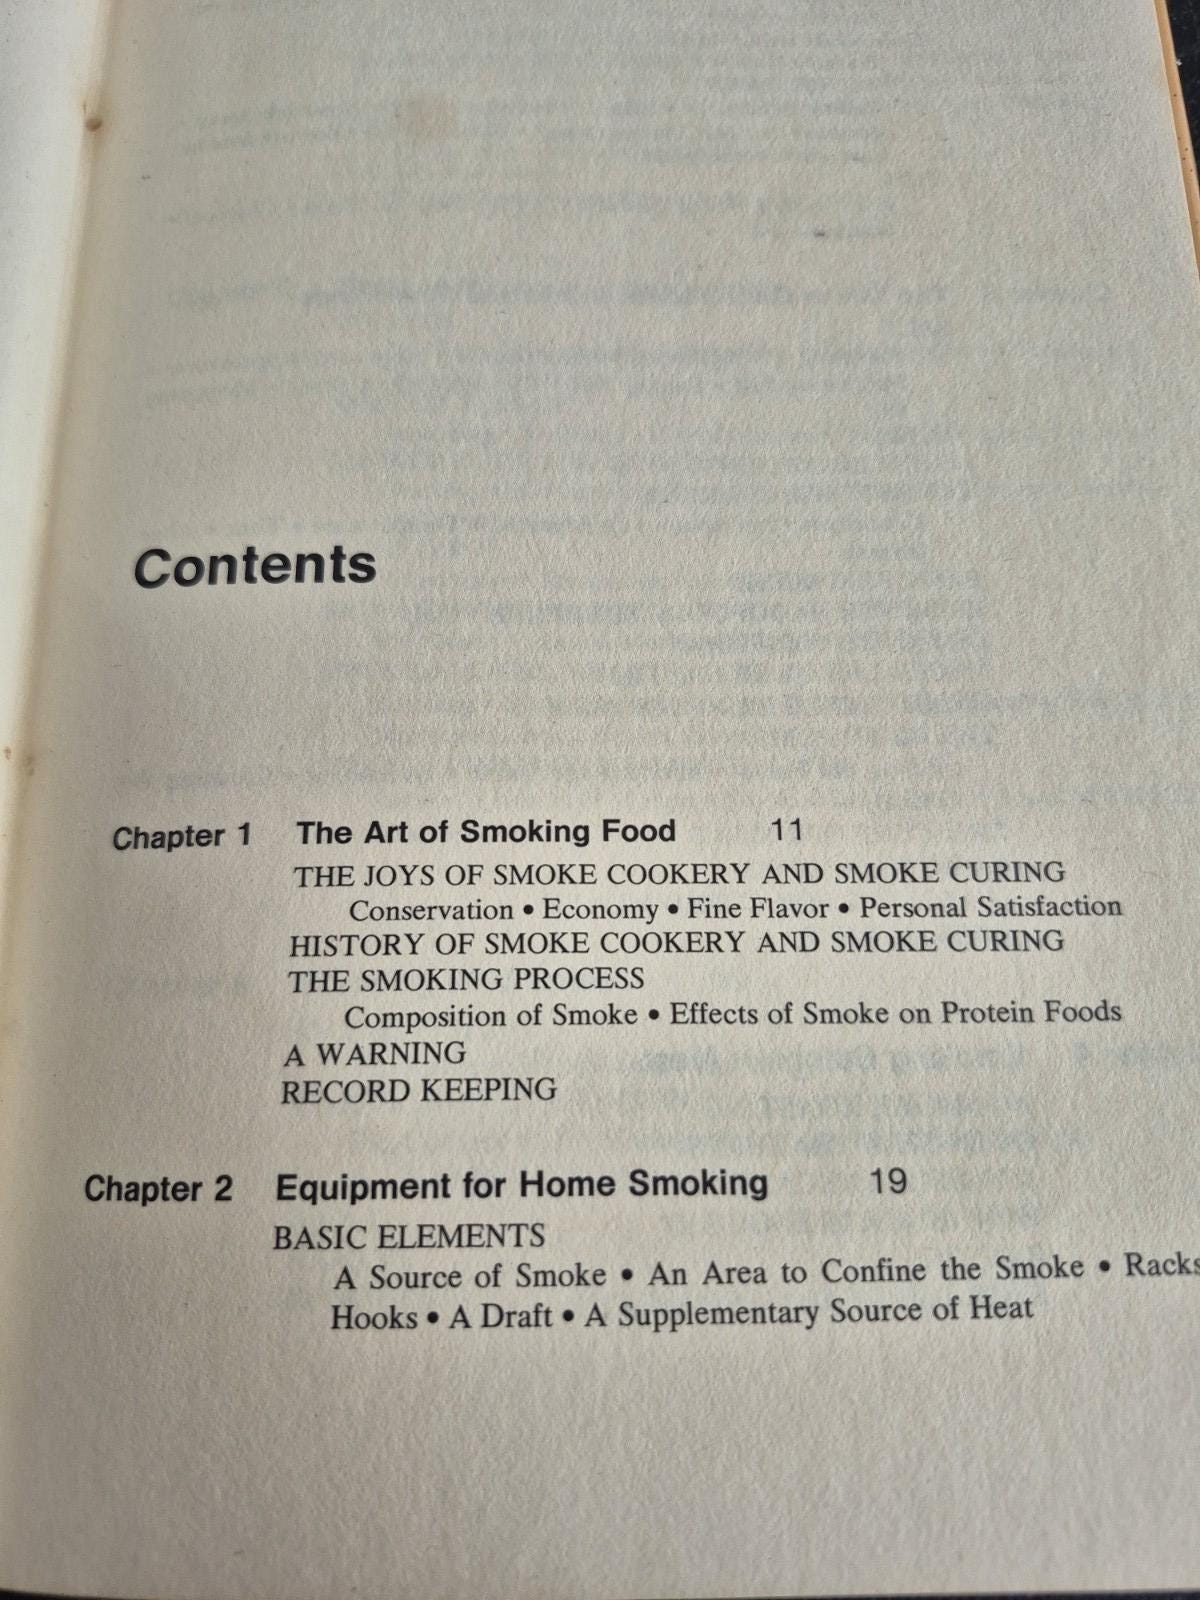 Contents
Chapter 1 The Art of Smoking Food 11
THE JOYS OF SMOKE COOKERY AND SMOKE CURING
Conservation • Economy • Fine Flavor • Personal Satisfaction
HISTORY OF SMOKE COOKERY AND SMOKE CURING
THE SMOKING PROCESS
Composition of Smoke • Effects of Smoke on Protein Foods
A WARNING
RECORD KEEPING
Chapter 2 Equipment for Home Smoking 19
BASIC ELEMENTS
A Source of Smoke • An Area to Confine the Smoke • Racks
Hooks • A Draft • A Supplementary Source of Heat